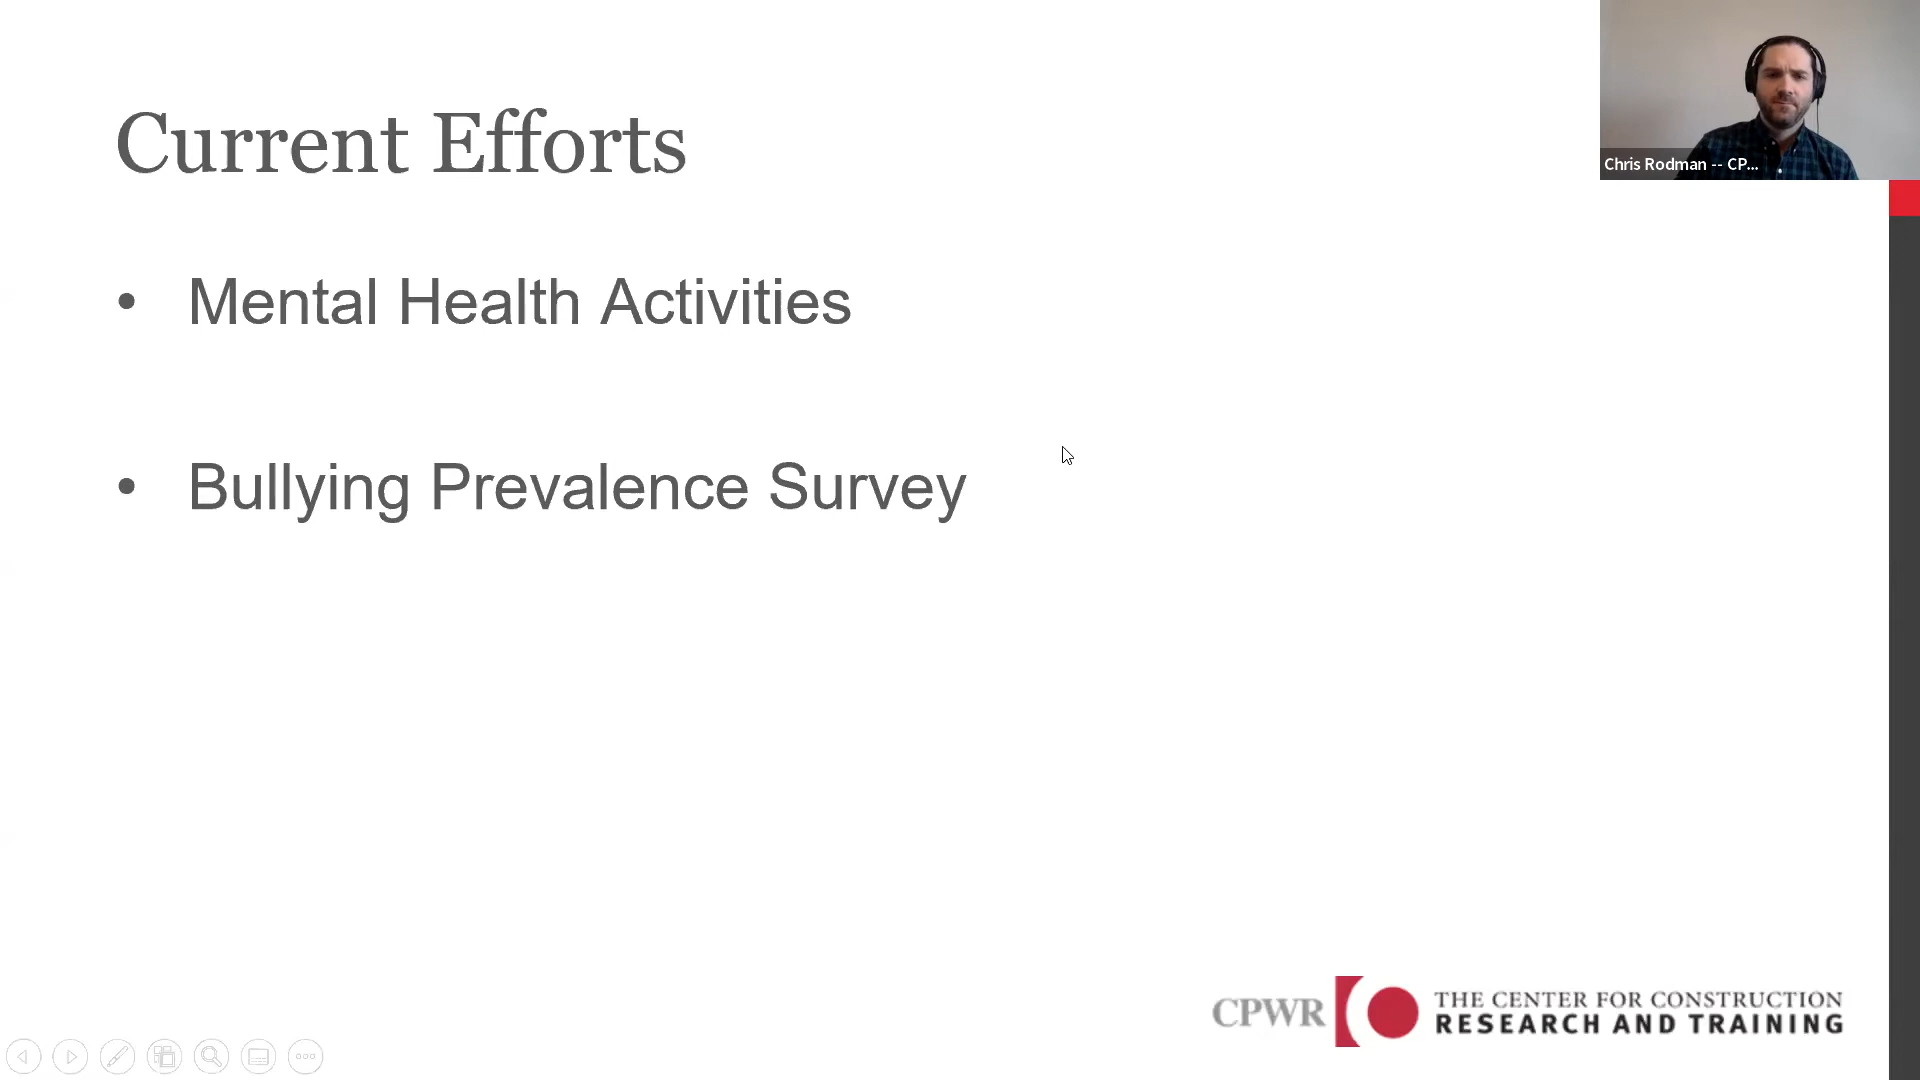 Current Efforts
Chris Rodman -- CP...
• Mental Health Activities
• Bullying Prevalence Survey
CPWR
THE CENTER FOR CONSTRUCTION
RESEARCH AND TRAINING